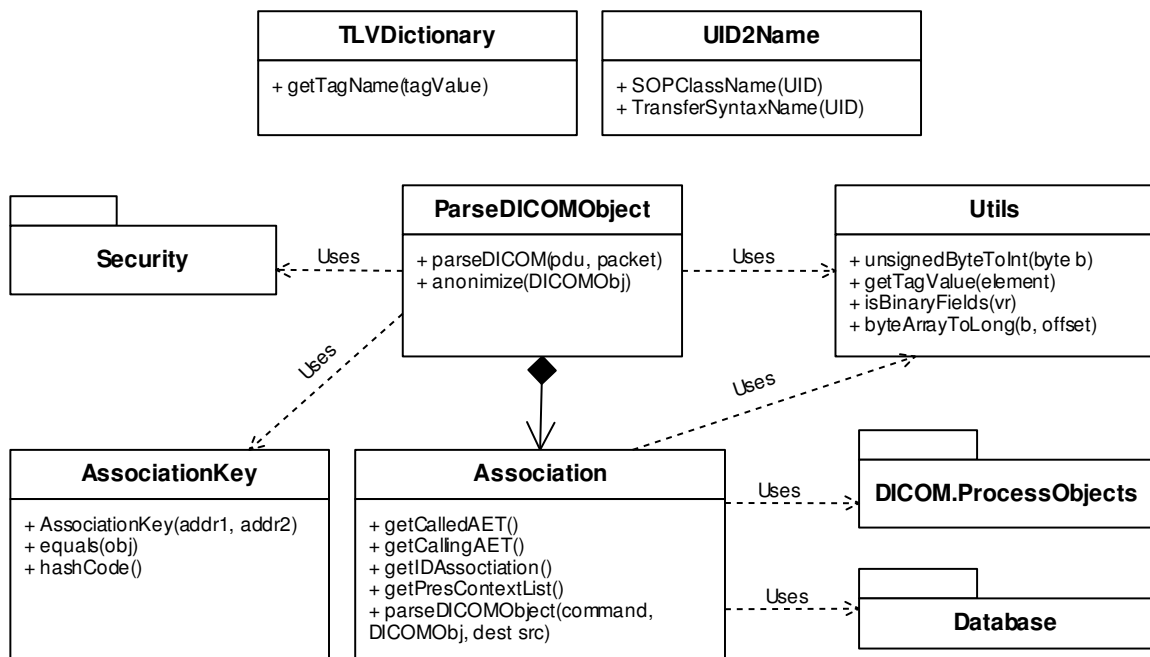 TLVDictionary
+ getTagName(tagValue)
UID2Name
+ SOPClassName(UID)
+ TransferSyntaxName(UID)
Security
Uses
ParseDICOMObject
+ parseDICOM(pdu, packet)
+ anonimize(DICOMObj)
Uses
Utils
+ unsignedByteToInt(byte b)
+ getTagValue(element)
+ isBinaryFields(vr)
+ byteArrayToLong(b, offset)
Uses
Uses
AssociationKey
+ AssociationKey(addr1, addr2)
+ equals(obj)
+ hashCode()
Association
+ getCalledAET()
+ getCallingAET()
+ getIDAssoctiation()
+ getPresContextList()
+ parseDICOMObject(command,
DICOMObj, dest src)
Uses
DICOM.ProcessObjects
Uses
Database